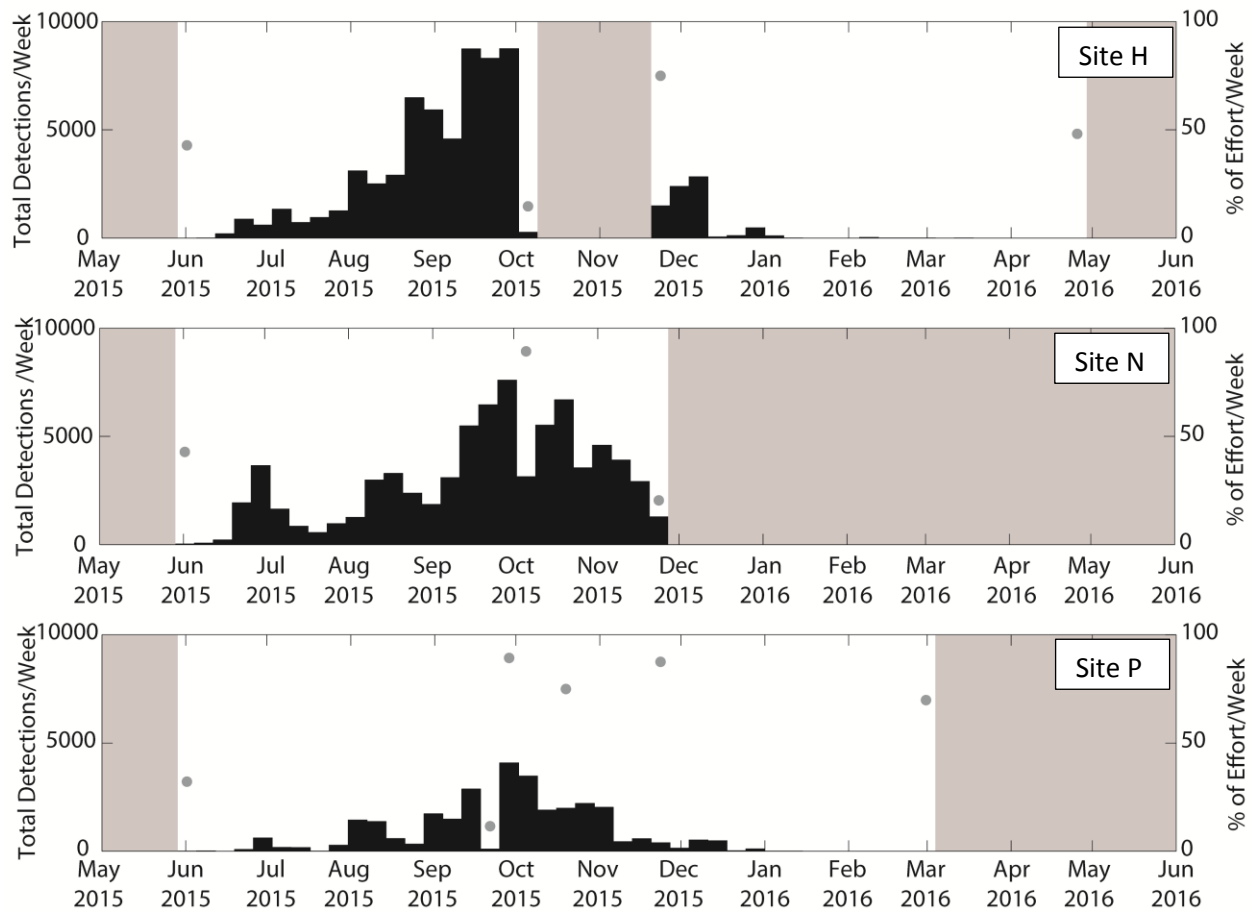 10000 100
Site H
Total Detections/Week
5000 50
% of Effort/Week
0 0
May Jun Jul Aug Sep Oct Nov Dec Jan Feb Mar Apr May Jun
2015 2015 2015 2015 2015 2015 2015 2015 2016 2016 2016 2016 2016 2016
10000 100
Site N
Total Detections /Week
5000 50
% of Effort/Week
0 0
May Jun Jul Aug Sep Oct Nov Dec Jan Feb Mar Apr May Jun
2015 2015 2015 2015 2015 2015 2015 2015 2016 2016 2016 2016 2016 2016
10000 100
Site P
Total Detections/Week
5000 50
% of Effort/Week
0 0
May Jun Jul Aug Sep Oct Nov Dec Jan Feb Mar Apr May Jun
2015 2015 2015 2015 2015 2015 2015 2015 2016 2016 2016 2016 2016 2016